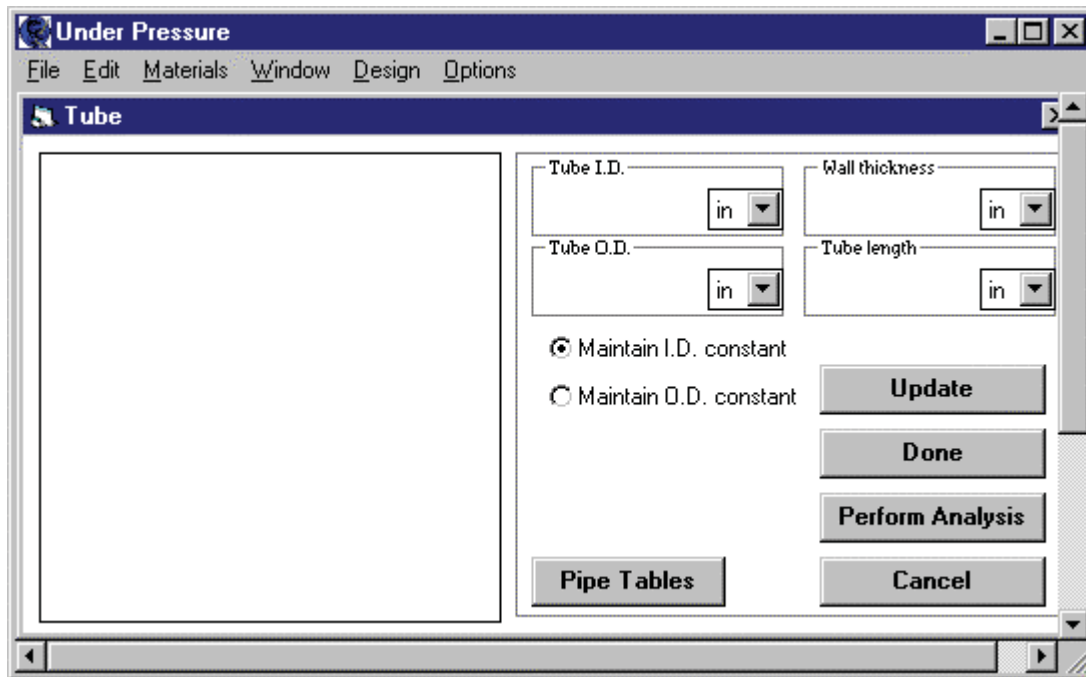 Under Pressure
File Edit Materials Window Design Options
Tube
Tube I.D.
in
Wall thickness
in
Tube O.D.
in
Tube length
in
Maintain I.D. constant
Maintain O.D. constant
Update
Done
Perform Analysis
Pipe Tables
Cancel